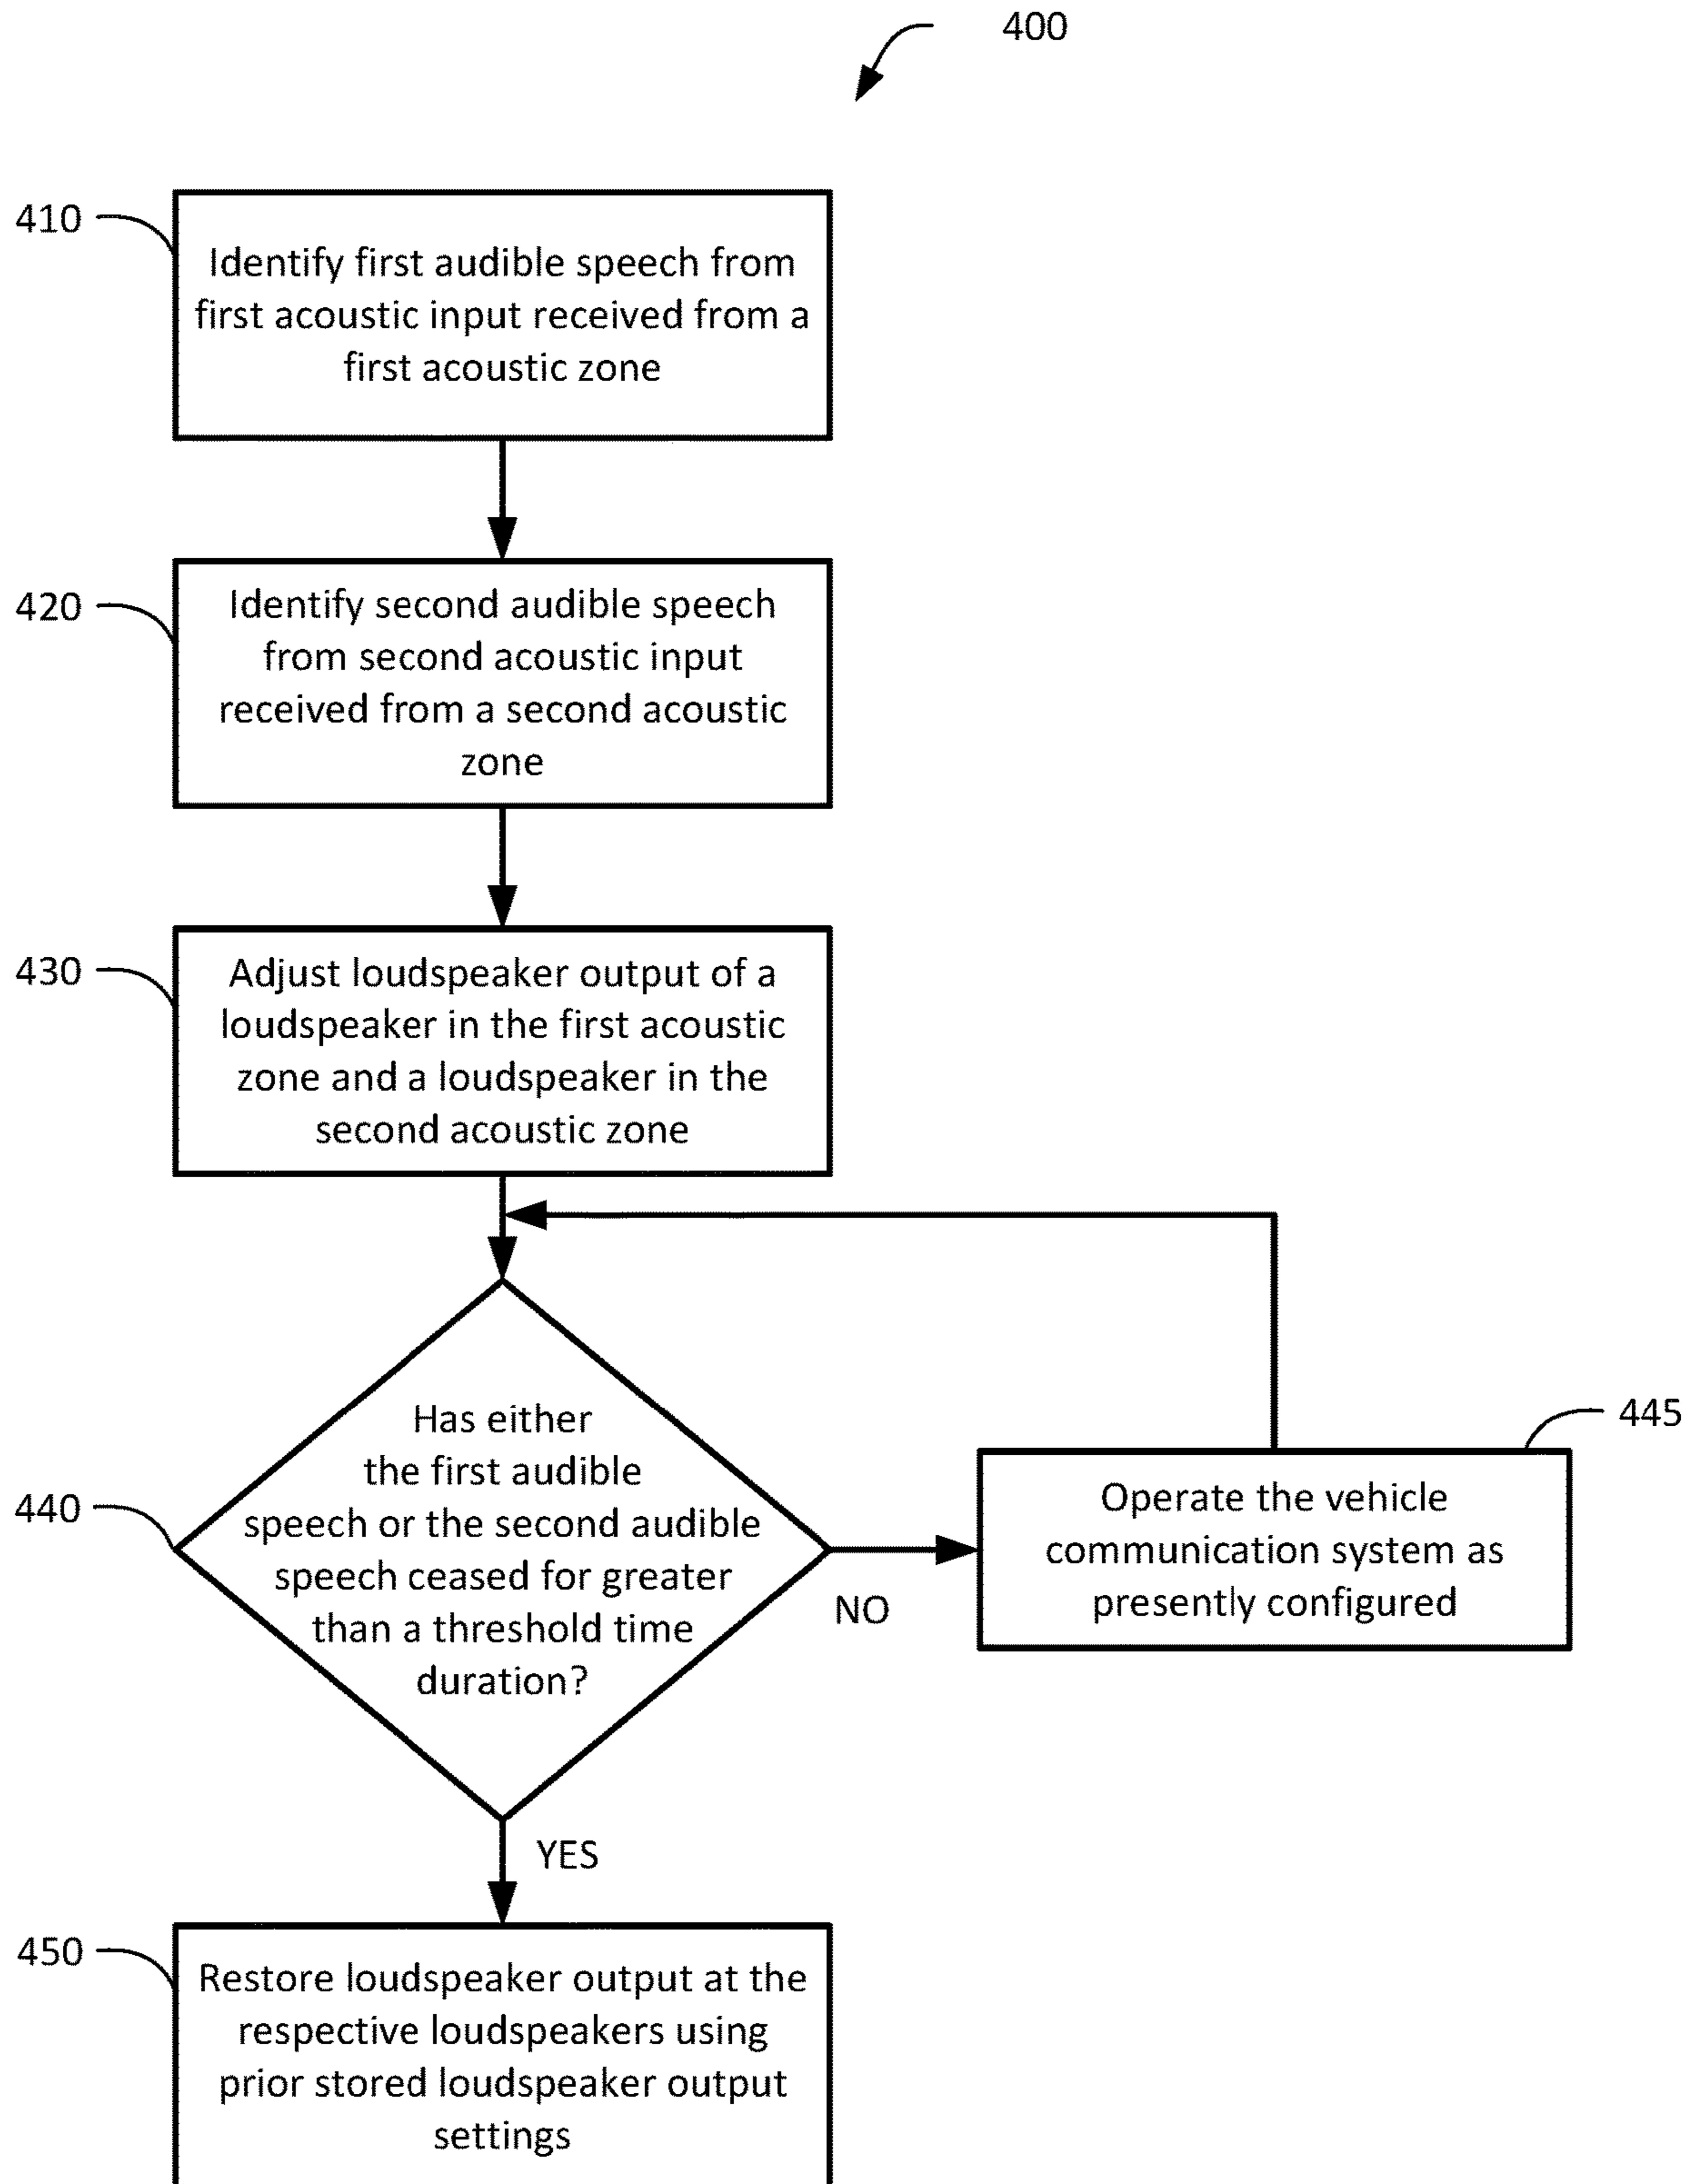 400
410
Identify first audible speech from
first acoustic input received from a
first acoustic zone
420
Identify second audible speech
from second acoustic input
received from a second acoustic
zone
430
Adjust loudspeaker output of a
loudspeaker in the first acoustic
zone and a loudspeaker in the
second acoustic zone
440
Has either
the first audible
speech or the second audible
speech ceased for greater
than a threshold time
duration?
NO
445
Operate the vehicle
communication system as
presently configured
YES
450
Restore loudspeaker output at the
respective loudspeakers using
prior stored loudspeaker output
settings